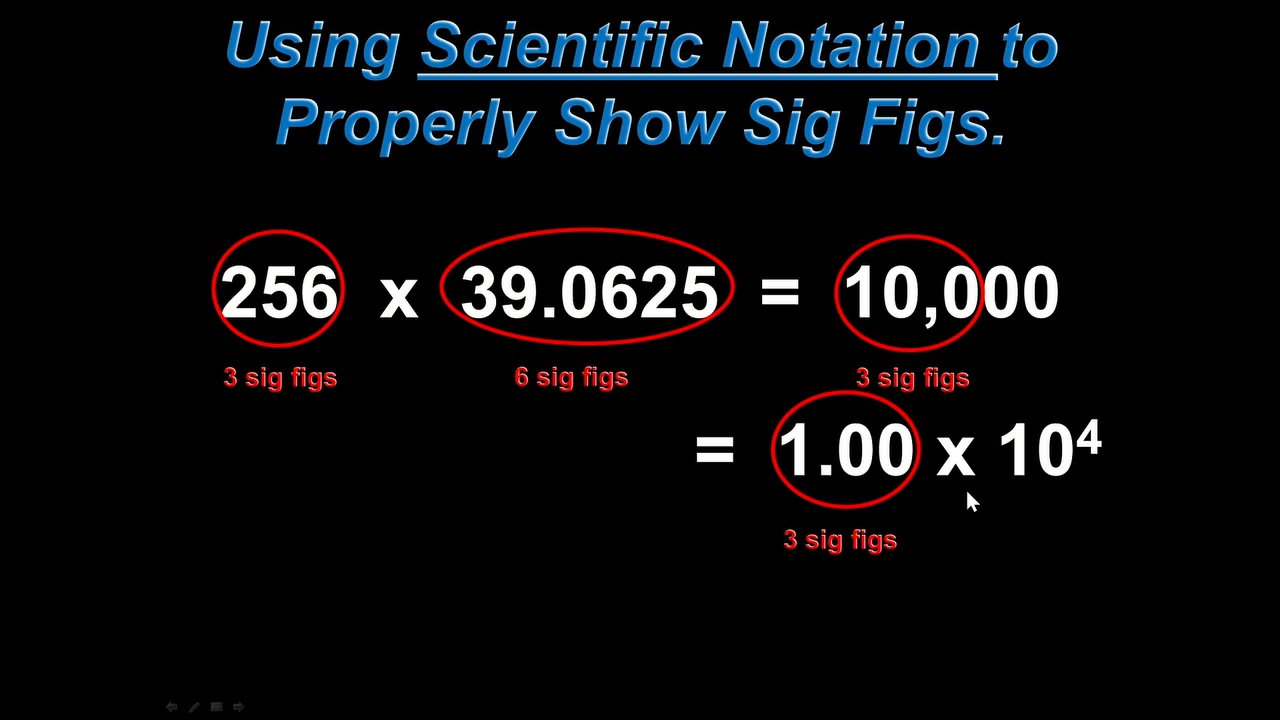 Using Scientific Notation to
Properly Show Sig Figs.
256 x 39.0625 = 10,000
3 sig figs 6 sig figs 3 sig figs
= 1.00 x 10⁴
3 sig figs